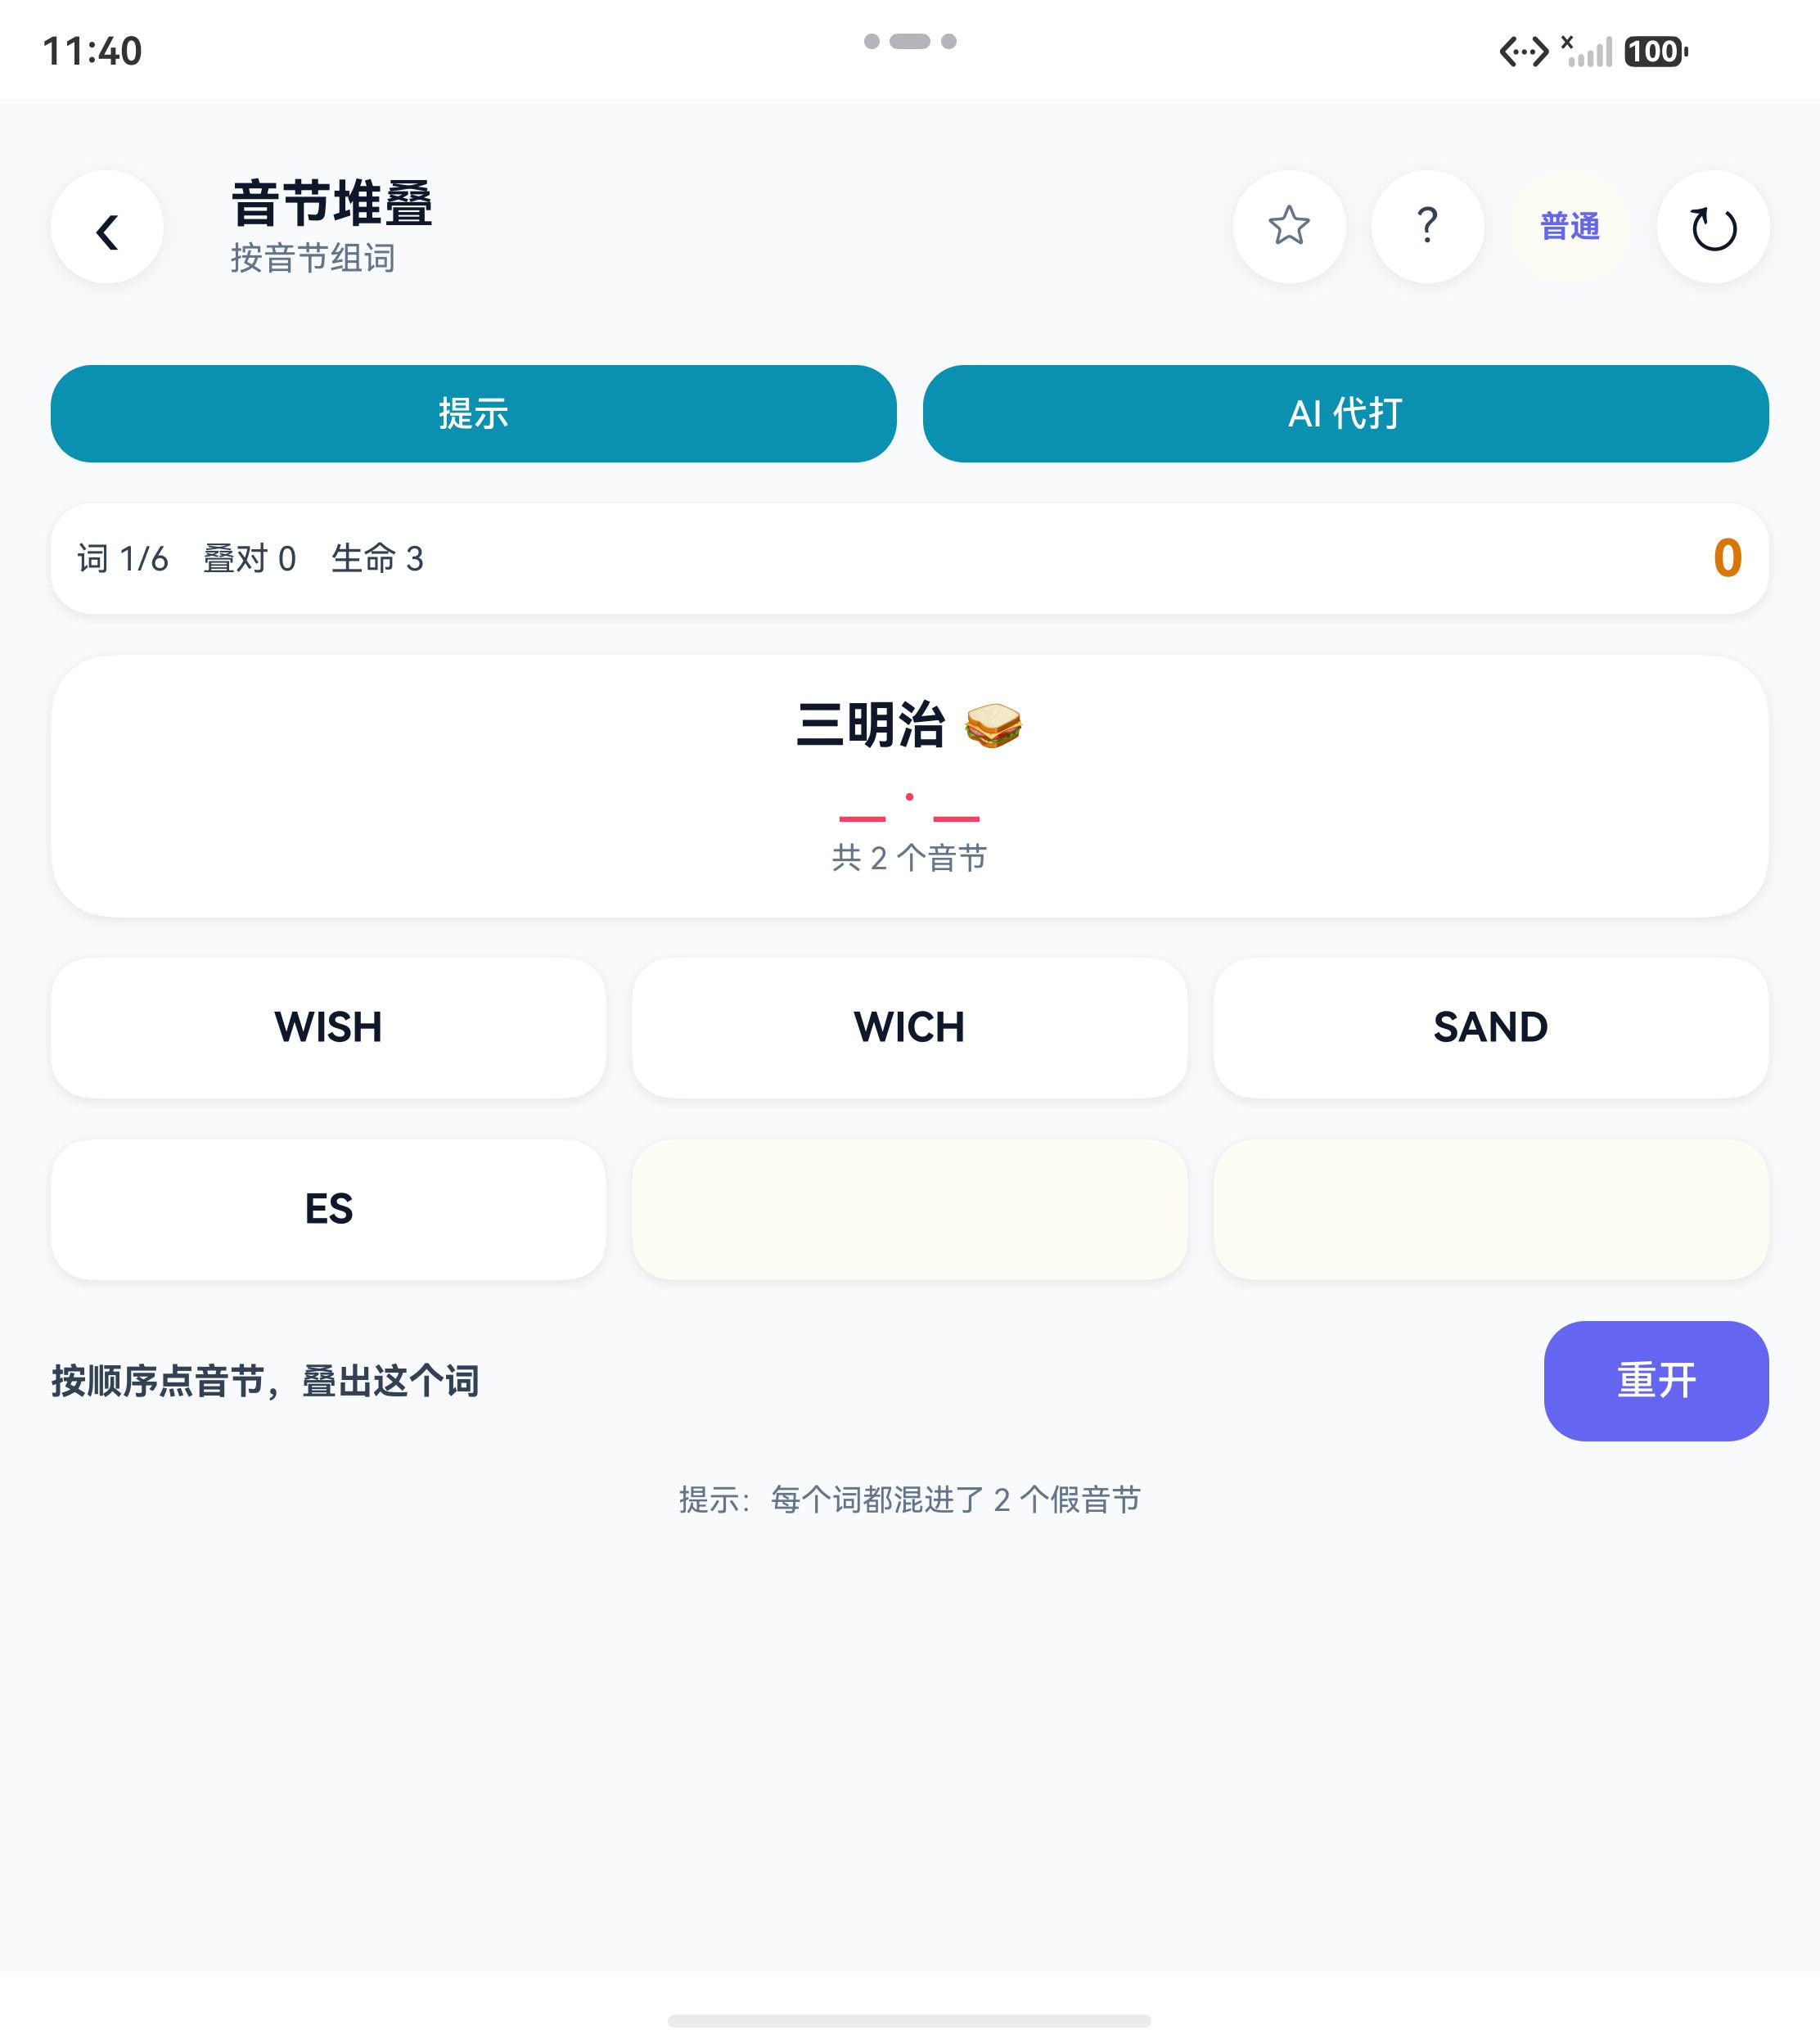 11:40
100
音节堆叠
按音节组词
?
普通
提示
AI 代打
词 1/6 叠对 0 生命 3
0
三明治 🥪
_ · _
共 2 个音节
WISH
WICH
SAND
ES
按顺序点音节，叠出这个词
重开
提示：每个词都混进了 2 个假音节